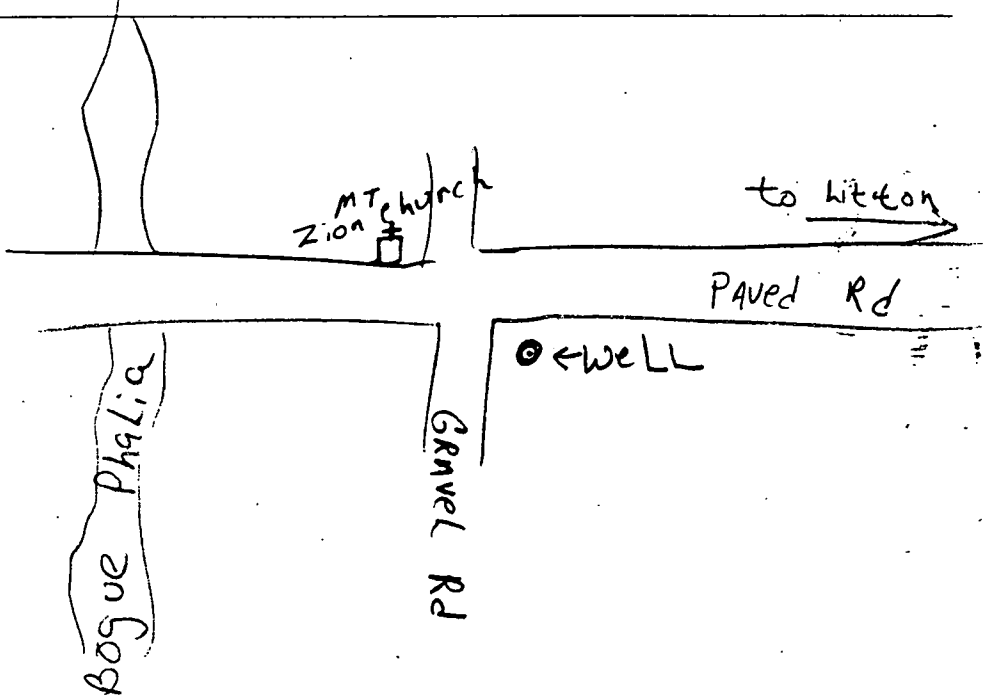 MT church
Zion
to Litton
Paved Rd
←WELL
Bogue Phalia
Gravel Rd